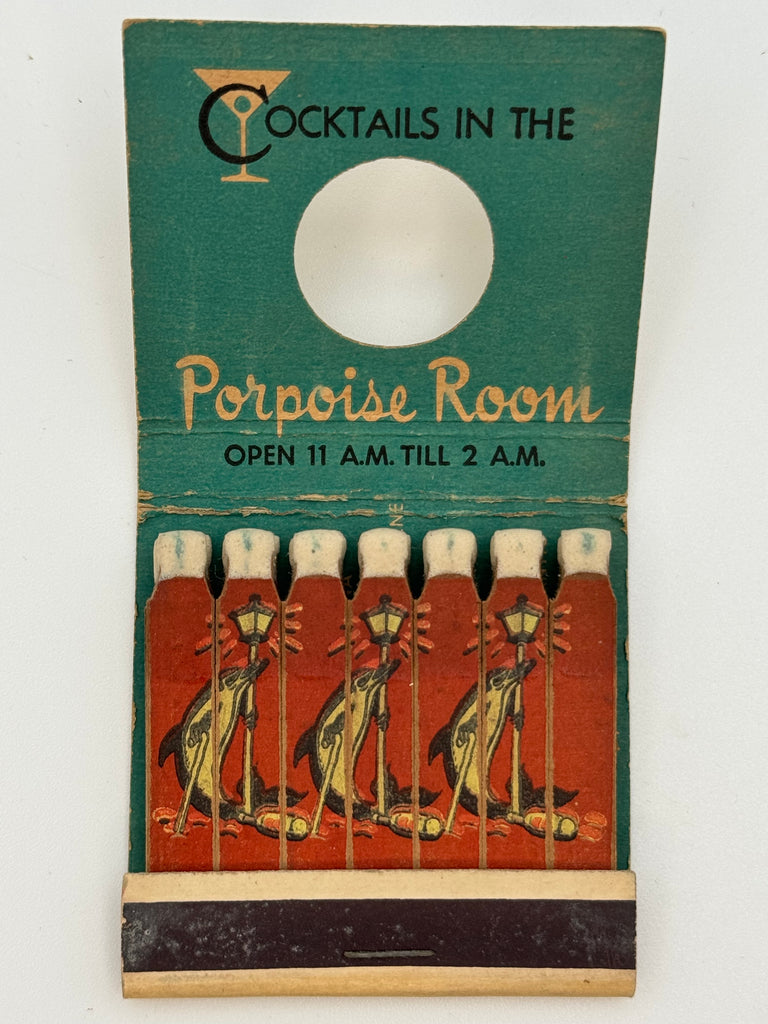 COCKTAILS IN THE
Porpoise Room
OPEN 11 A.M. TILL 2 A.M.